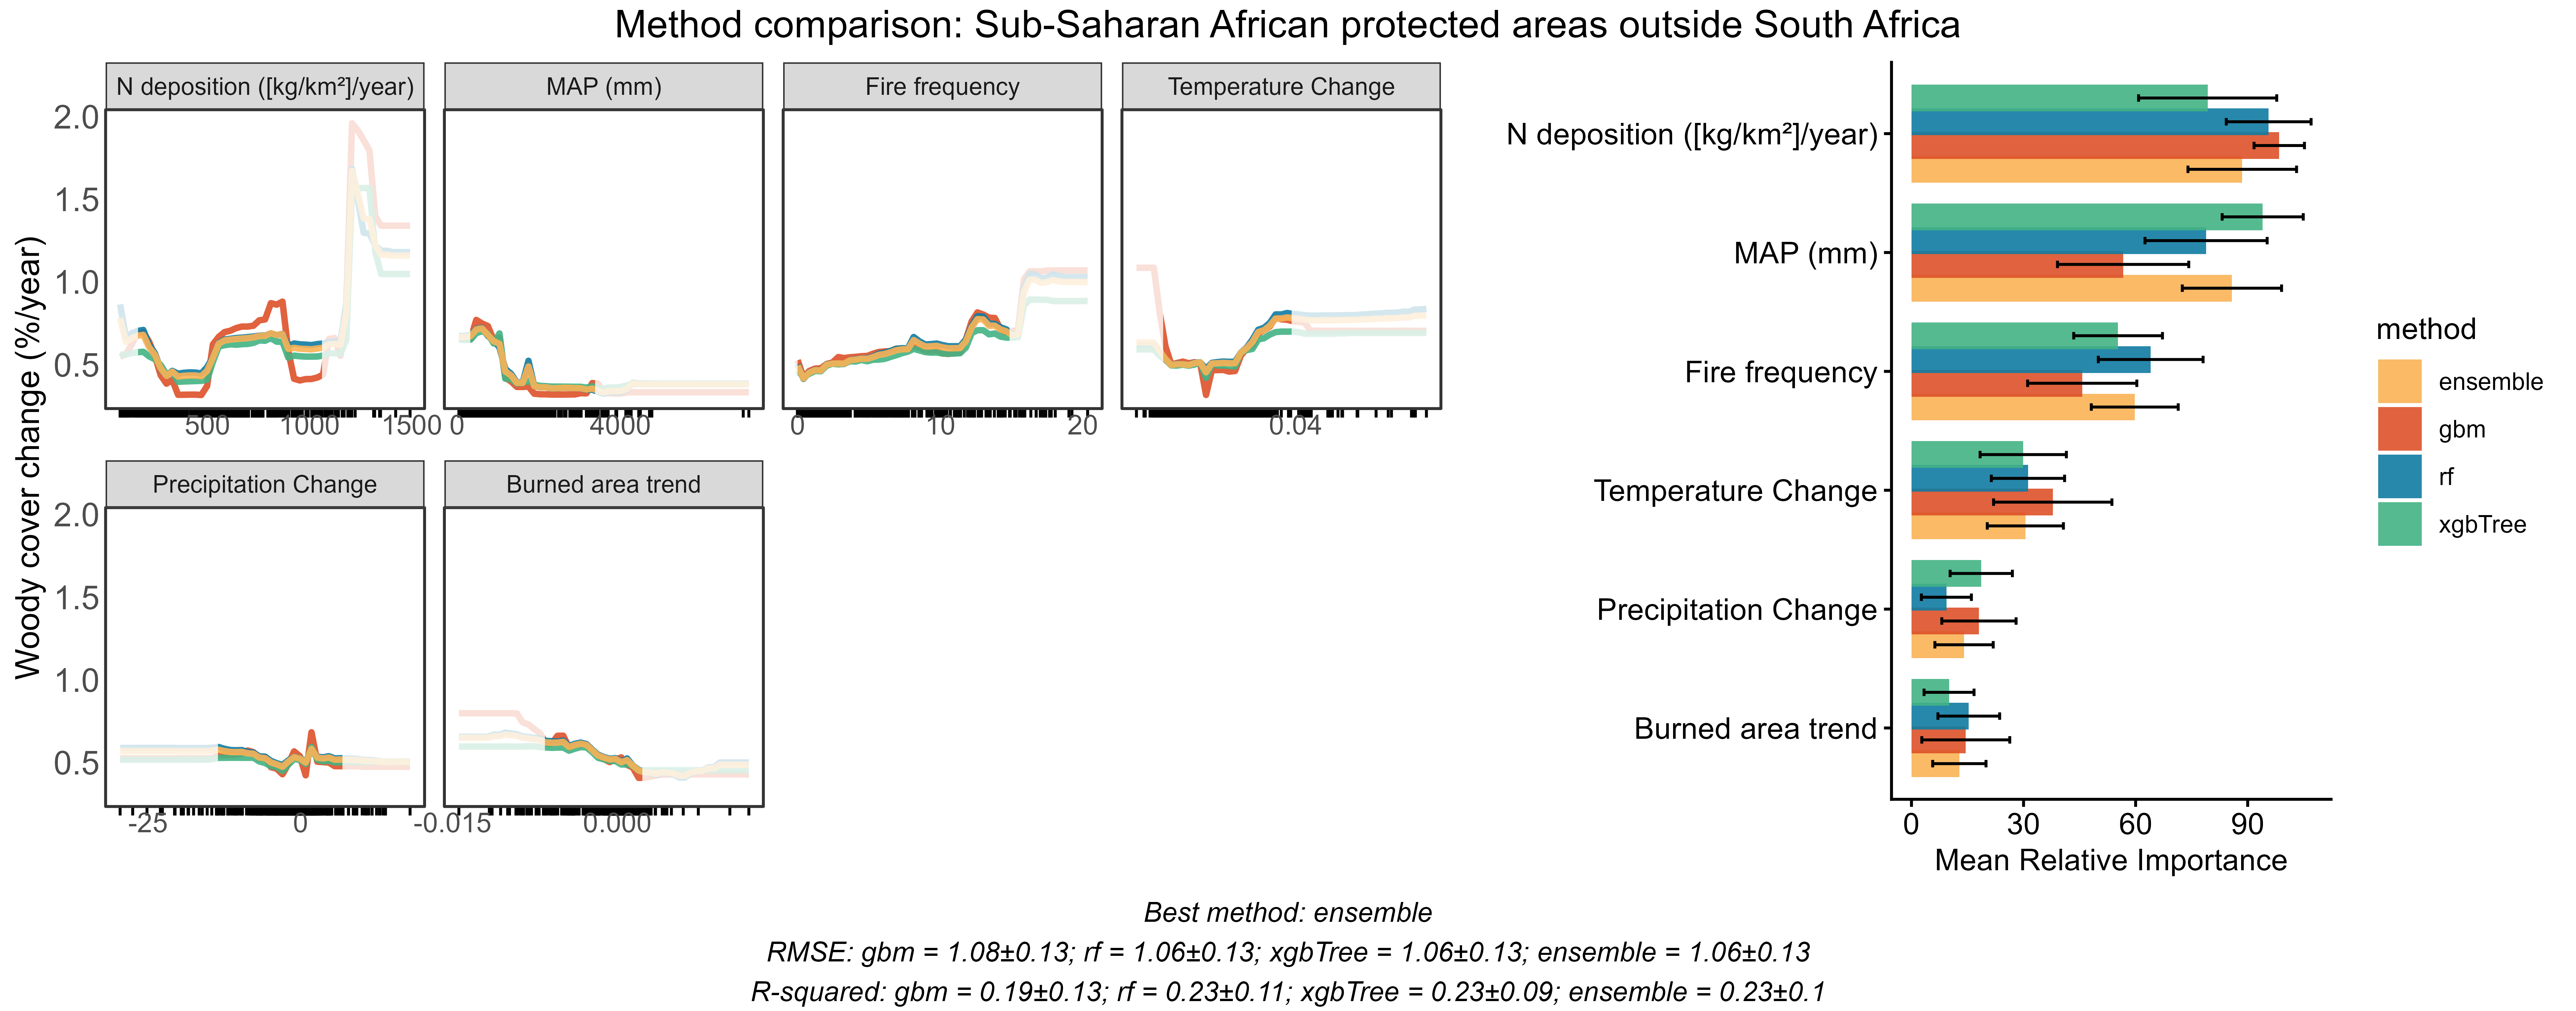 Method comparison: Sub-Saharan African protected areas outside South Africa
N deposition ([kg/km²]/year)
MAP (mm)
Fire frequency
Temperature Change
Woody cover change (%/year)
2.0
1.5
1.0
0.5
500 1000 1500
0 4000
0 10 20
0.04
Precipitation Change
Burned area trend
2.0
1.5
1.0
0.5
-25 0
-0.015 0.000
N deposition ([kg/km²]/year)
MAP (mm)
Fire frequency
Temperature Change
Precipitation Change
Burned area trend
0 30 60 90
Mean Relative Importance
method
ensemble
gbm
rf
xgbTree
Best method: ensemble
RMSE: gbm = 1.08±0.13; rf = 1.06±0.13; xgbTree = 1.06±0.13; ensemble = 1.06±0.13
R-squared: gbm = 0.19±0.13; rf = 0.23±0.11; xgbTree = 0.23±0.09; ensemble = 0.23±0.1